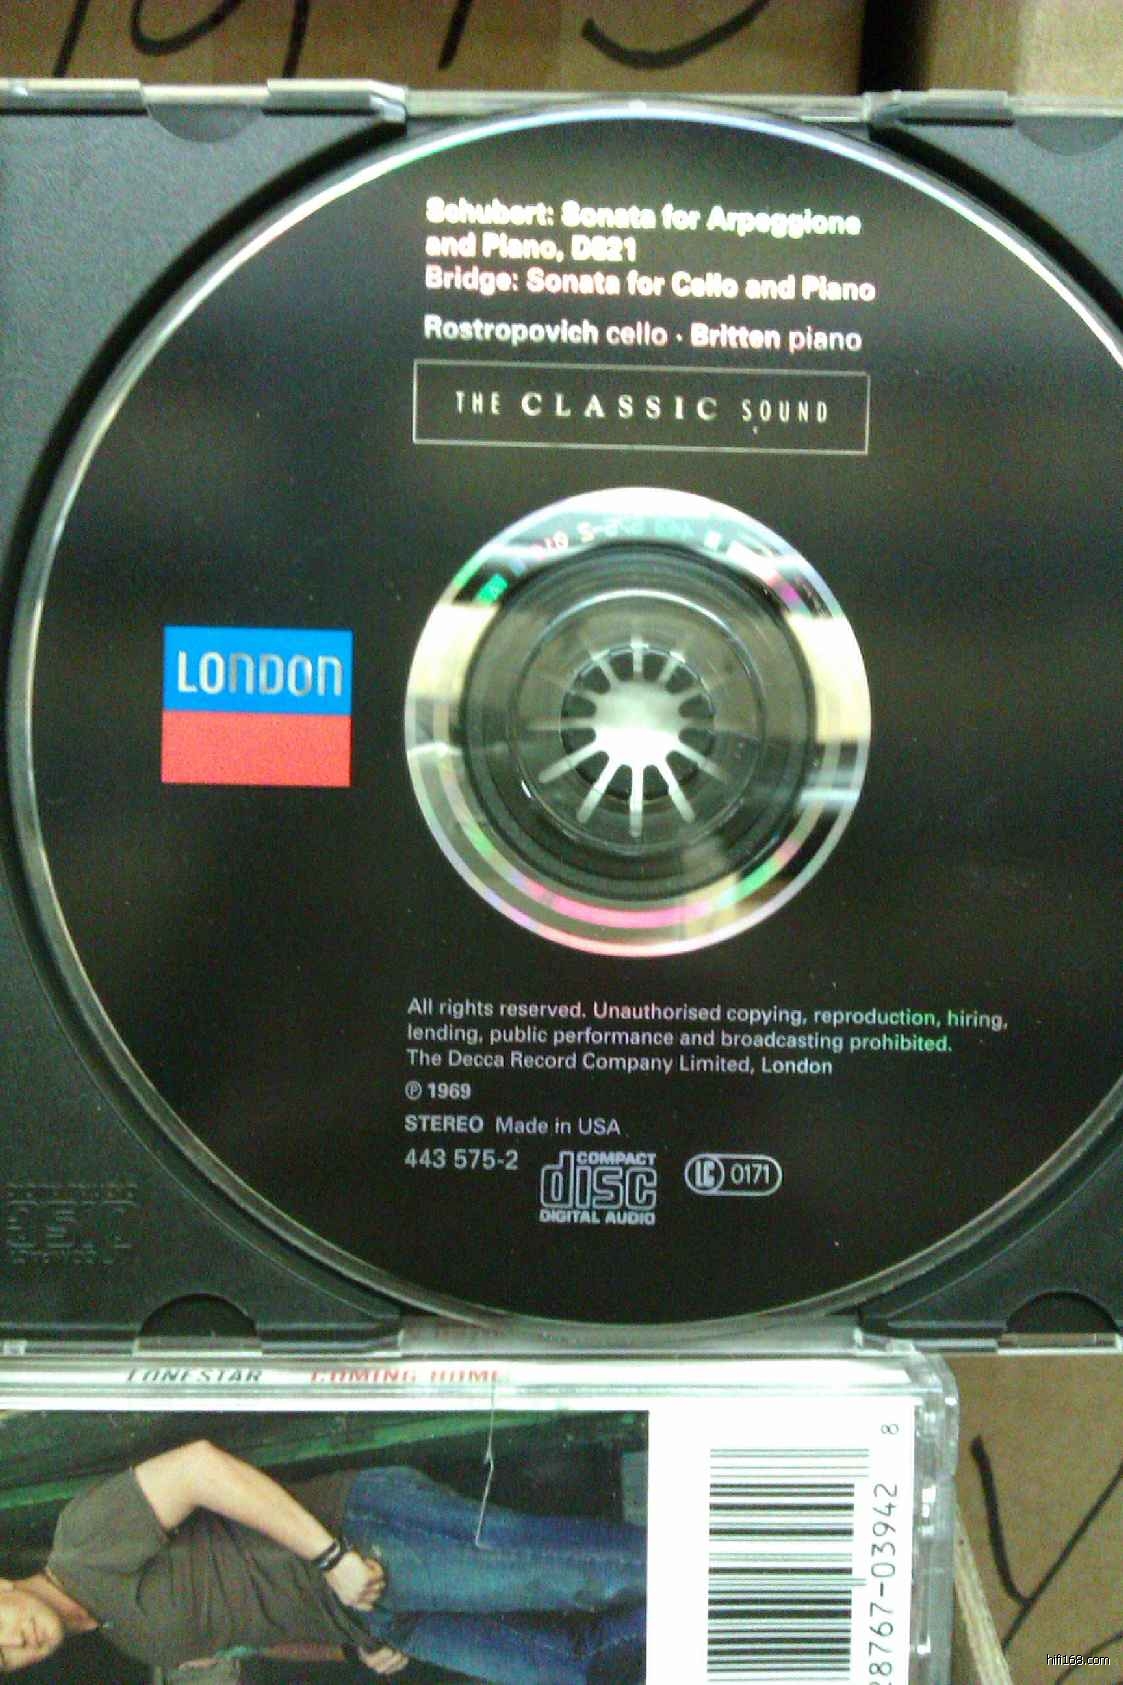 Schubert: Sonata for Arpeggione
and Piano, D821
Bridge: Sonata for Cello and Piano
Rostropovich cello · Britten piano
THE CLASSIC SOUND
LONDON
All rights reserved. Unauthorised copying, reproduction, hiring,
lending, public performance and broadcasting prohibited.
The Decca Record Company Limited, London
℗ 1969
STEREO Made in USA
443 575-2
COMPACT
disc
DIGITAL AUDIO
LC 0171
LONESTAR COMING HOME
28767-03942 8
hifi168.com